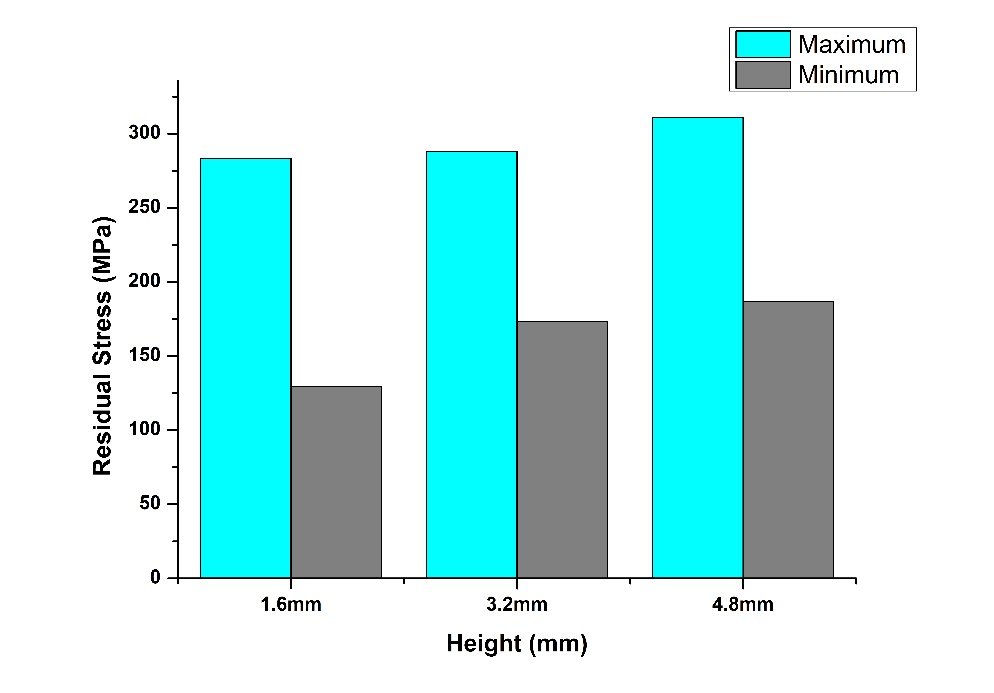 Maximum
Minimum
Residual Stress (MPa)
300
250
200
150
100
50
0
1.6mm
3.2mm
4.8mm
Height (mm)